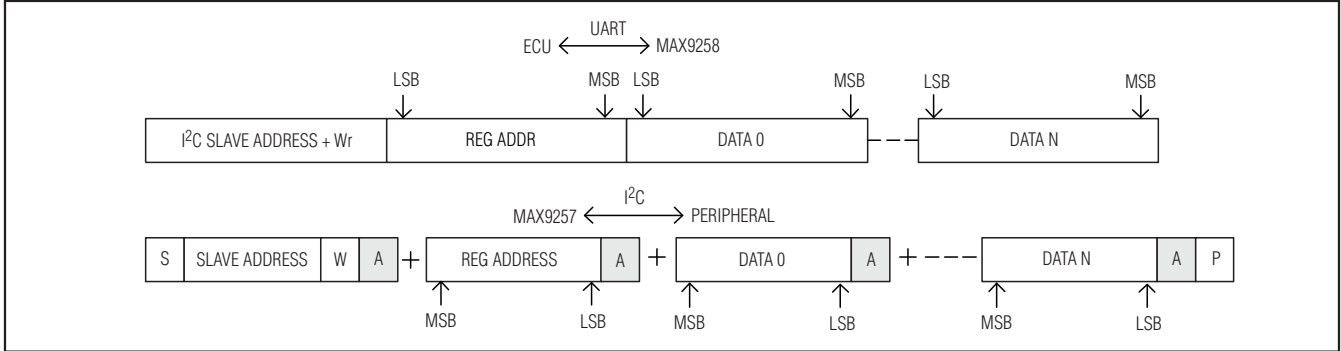 UART
ECU MAX9258
LSB MSB LSB MSB LSB MSB
I²C SLAVE ADDRESS + Wr REG ADDR DATA 0 DATA N
I²C
MAX9257 PERIPHERAL
S SLAVE ADDRESS W A + REG ADDRESS A + DATA 0 A + DATA N A P
MSB LSB MSB LSB MSB LSB